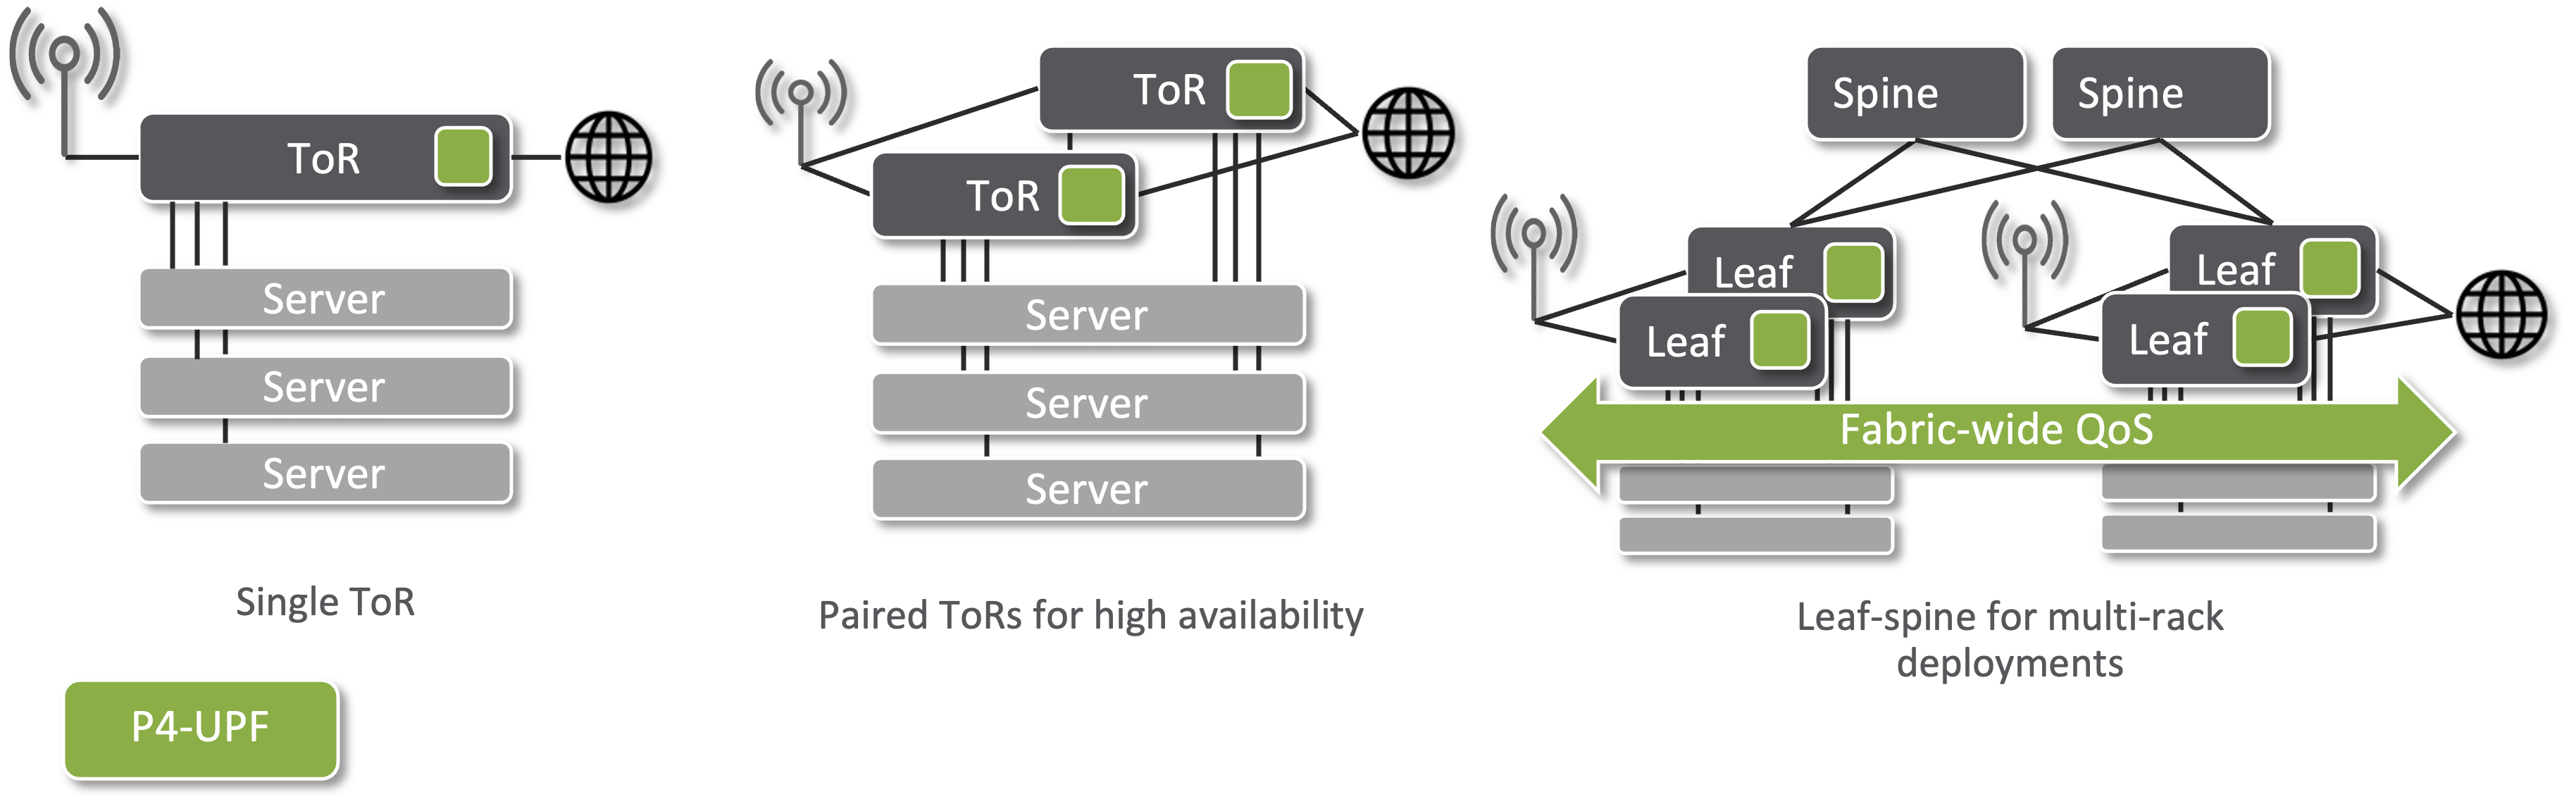 ToR
Server
Server
Server
Single ToR
P4-UPF
ToR
ToR
Server
Server
Server
Paired ToRs for high availability
Spine
Spine
Leaf
Leaf
Leaf
Leaf
Fabric-wide QoS
Leaf-spine for multi-rack
deployments